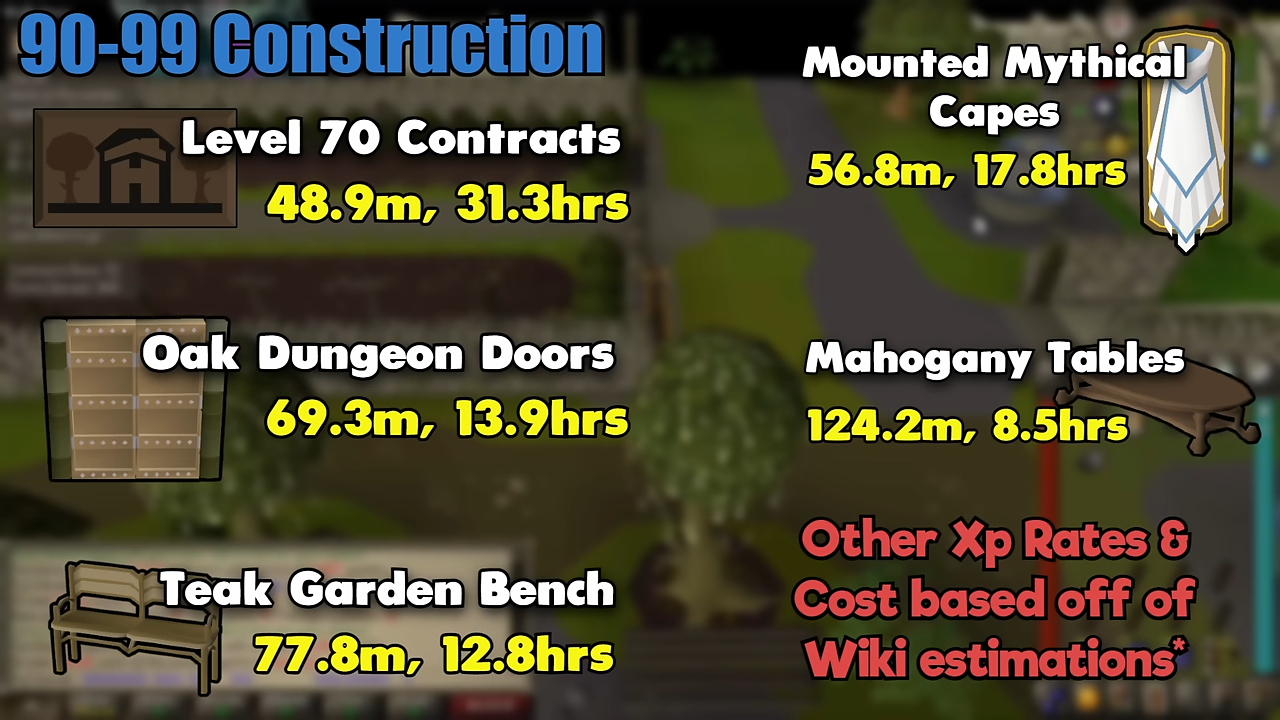 90-99 Construction
Level 70 Contracts
48.9m, 31.3hrs
Oak Dungeon Doors
69.3m, 13.9hrs
Teak Garden Bench
77.8m, 12.8hrs
Mounted Mythical
Capes
56.8m, 17.8hrs
Mahogany Tables
124.2m, 8.5hrs
Other Xp Rates &
Cost based off of
Wiki estimations*